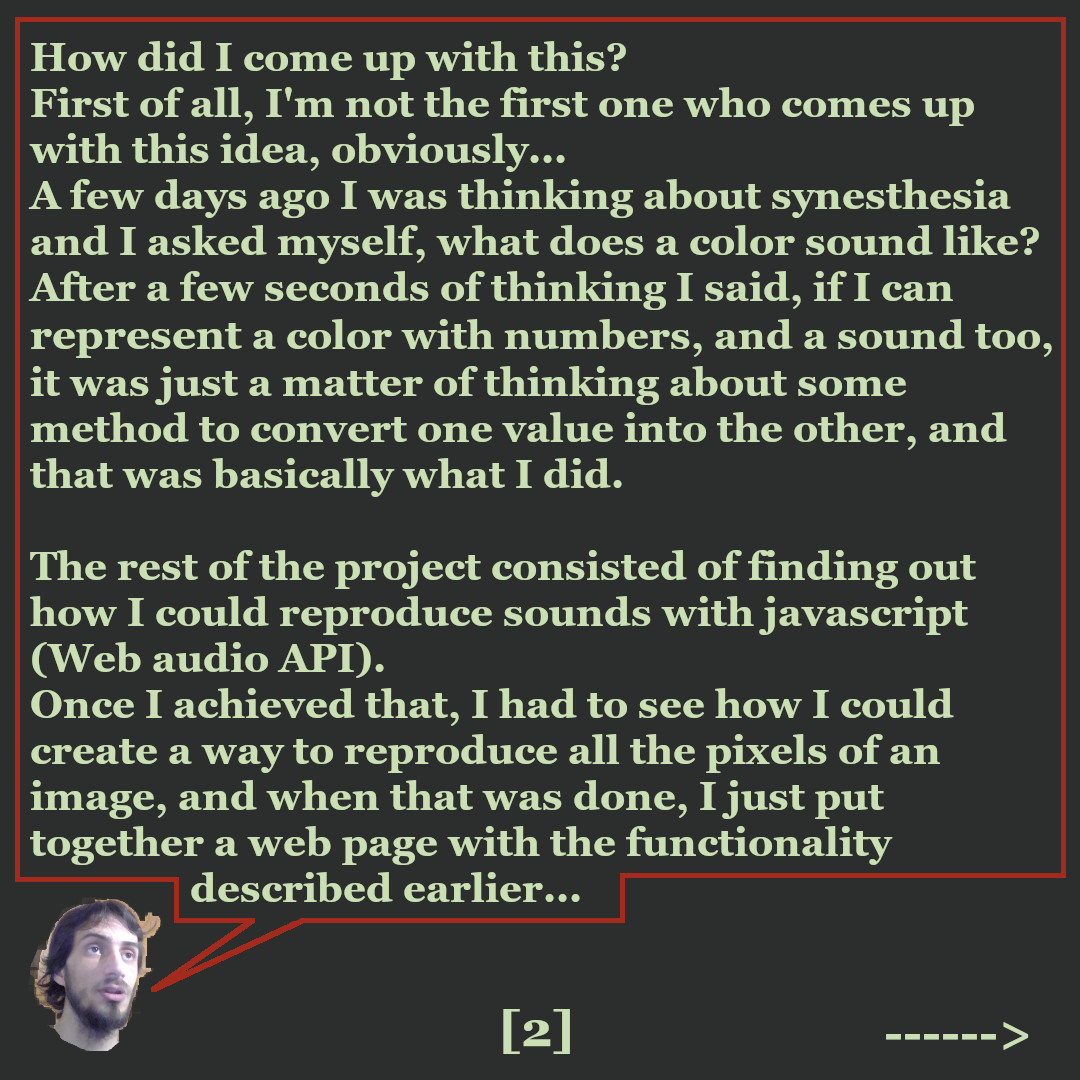 How did I come up with this?
First of all, I'm not the first one who comes up
with this idea, obviously...
A few days ago I was thinking about synesthesia
and I asked myself, what does a color sound like?
After a few seconds of thinking I said, if I can
represent a color with numbers, and a sound too,
it was just a matter of thinking about some
method to convert one value into the other, and
that was basically what I did.
The rest of the project consisted of finding out
how I could reproduce sounds with javascript
(Web audio API).
Once I achieved that, I had to see how I could
create a way to reproduce all the pixels of an
image, and when that was done, I just put
together a web page with the functionality
described earlier...
[2]
------>